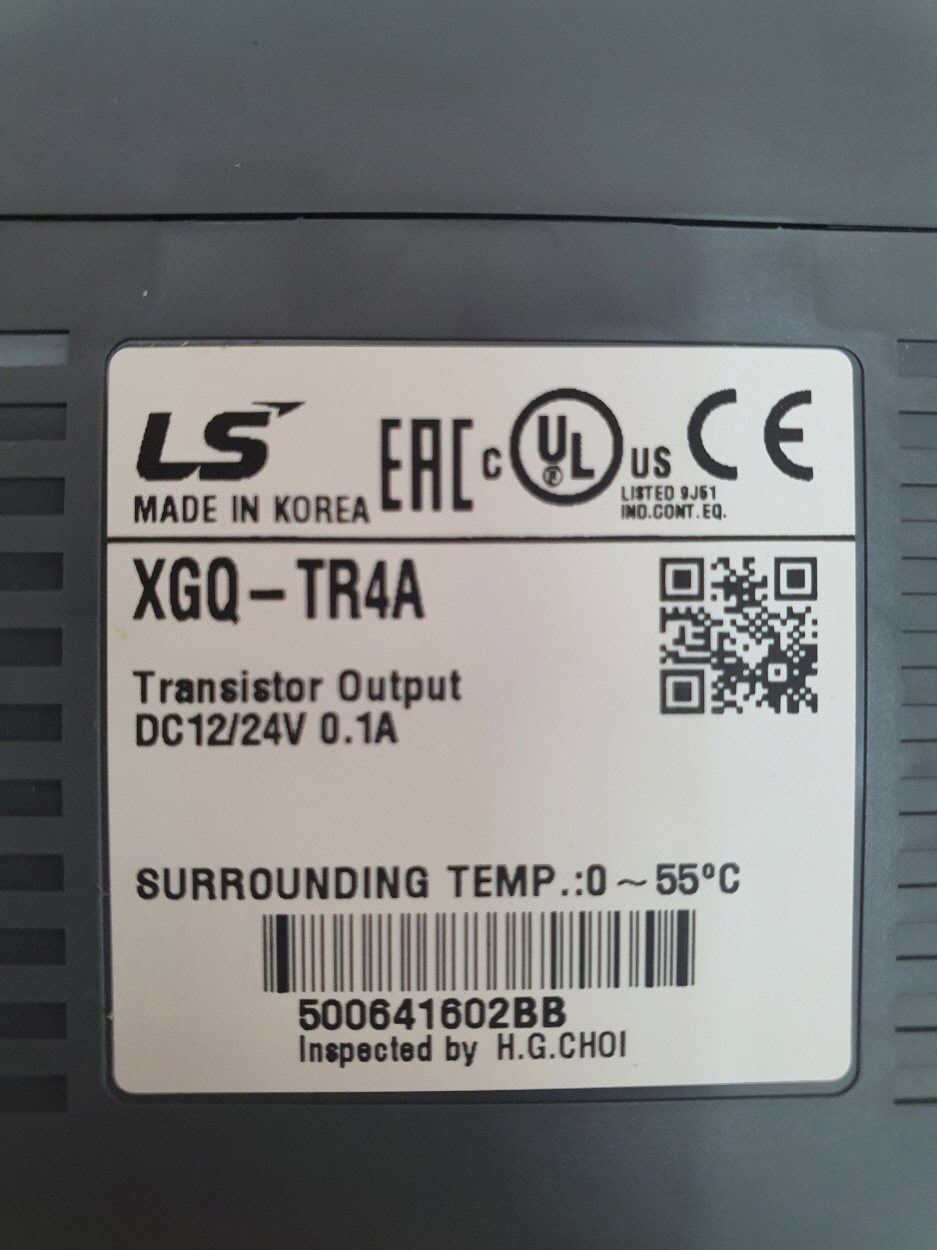 LS
MADE IN KOREA
EAC
C UL ® US
LISTED 9J51
IND.CONT.EQ.
CE
XGQ-TR4A
Transistor Output
DC12/24V 0.1A
SURROUNDING TEMP.:0~55ºC
500641602BB
Inspected by H.G.CHOI